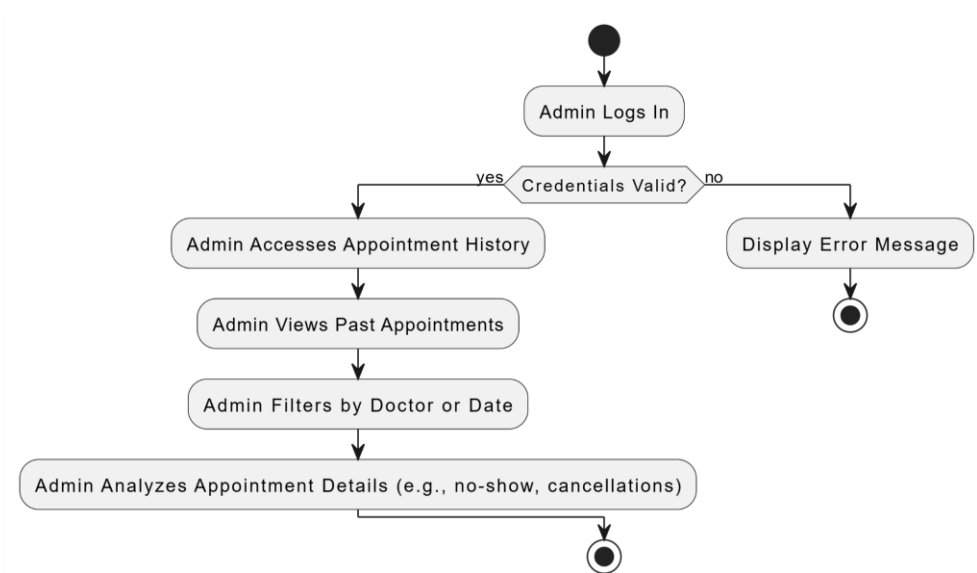 Admin Logs In
yes
Credentials Valid?
no
Admin Accesses Appointment History
Display Error Message
Admin Views Past Appointments
Admin Filters by Doctor or Date
Admin Analyzes Appointment Details (e.g., no-show, cancellations)